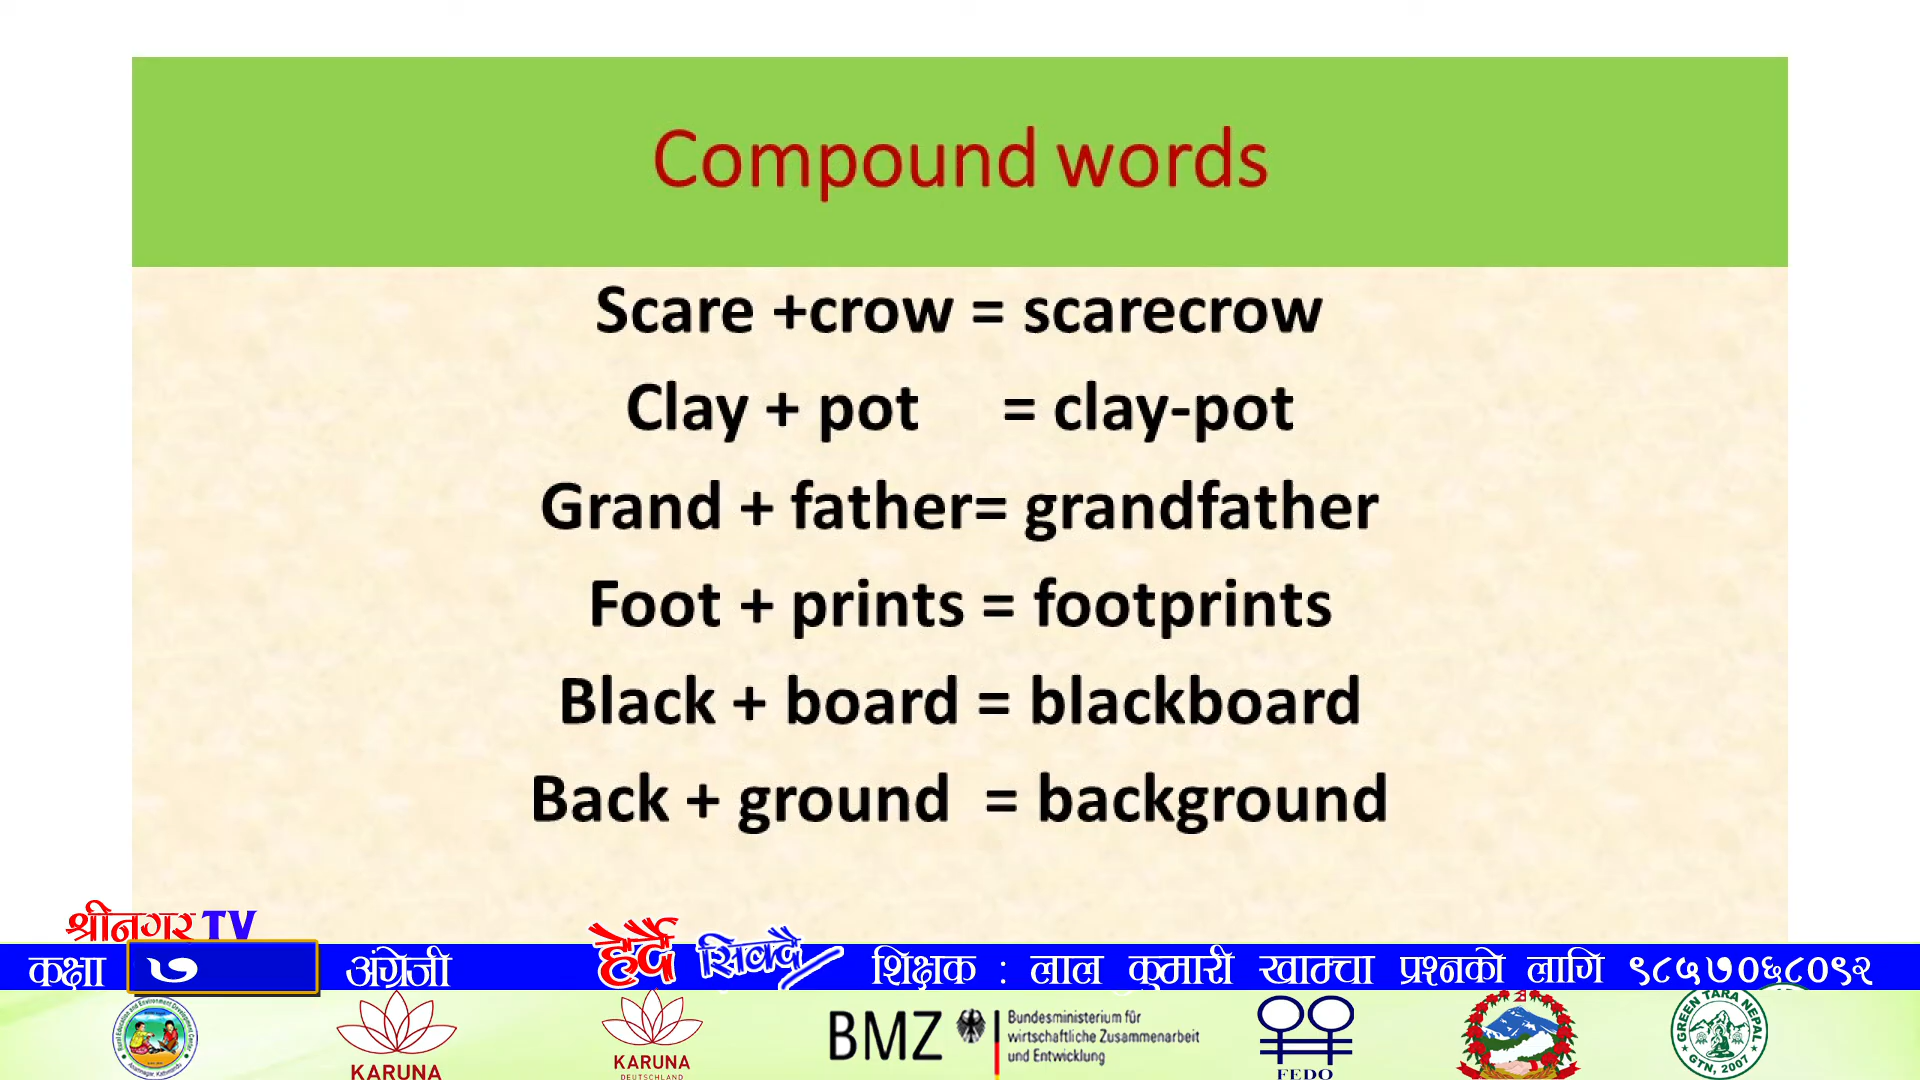 Compound words
Scare +crow = scarecrow
Clay + pot = clay-pot
Grand + father= grandfather
Foot + prints = footprints
Black + board = blackboard
Back + ground = background
श्रीनगर TV
कक्षा ७ अंग्रेजी हेर्दै सिक्दै शिक्षक : लाल कुमारी खाम्चा प्रश्नको लागि ९८५७०६८०९२
KARUNA
KARUNA
DEUTSCHLAND
BMZ
Bundesministerium für
wirtschaftliche Zusammenarbeit
und Entwicklung
FEDO
GREEN TARA NEPAL
GTN, 2007